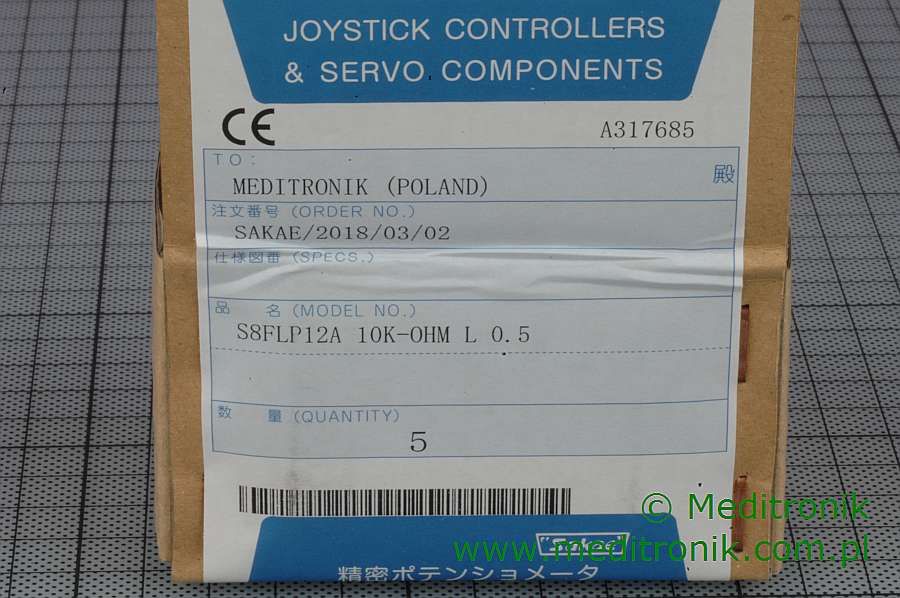 JOYSTICK CONTROLLERS
& SERVO COMPONENTS
CE
A317685
TO:
MEDITRONIK (POLAND)
殿
注文番号 (ORDER NO.)
SAKAE/2018/03/02
仕様図番 (SPECS.)
品 名 (MODEL NO.)
S8FLP12A 10K-OHM L 0.5
数 量 (QUANTITY)
5
© Meditronik
"Sakae"
www.meditronik.com.pl
精密ポテンショメータ